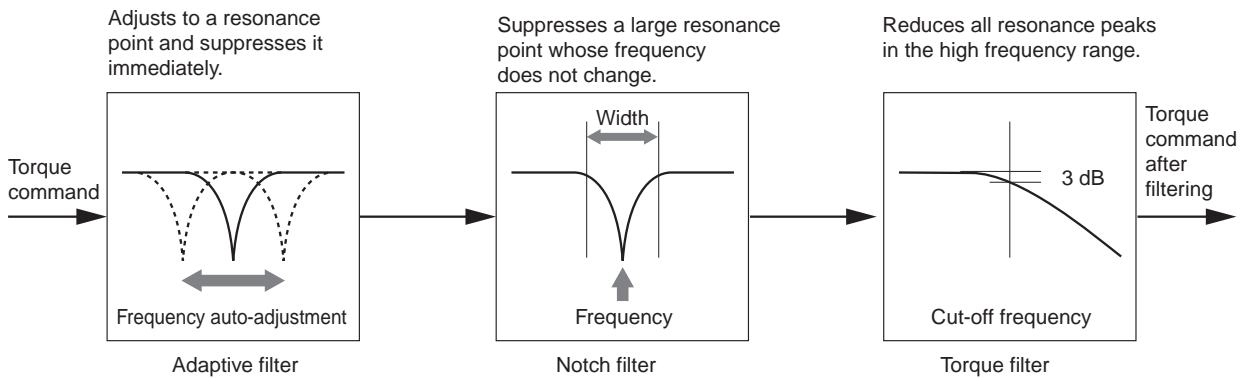 Adjusts to a resonance
point and suppresses it
immediately.
Suppresses a large resonance
point whose frequency
does not change.
Reduces all resonance peaks
in the high frequency range.
Torque
command
Frequency auto-adjustment
Adaptive filter
Width
Frequency
Notch filter
3 dB
Cut-off frequency
Torque filter
Torque
command
after
filtering